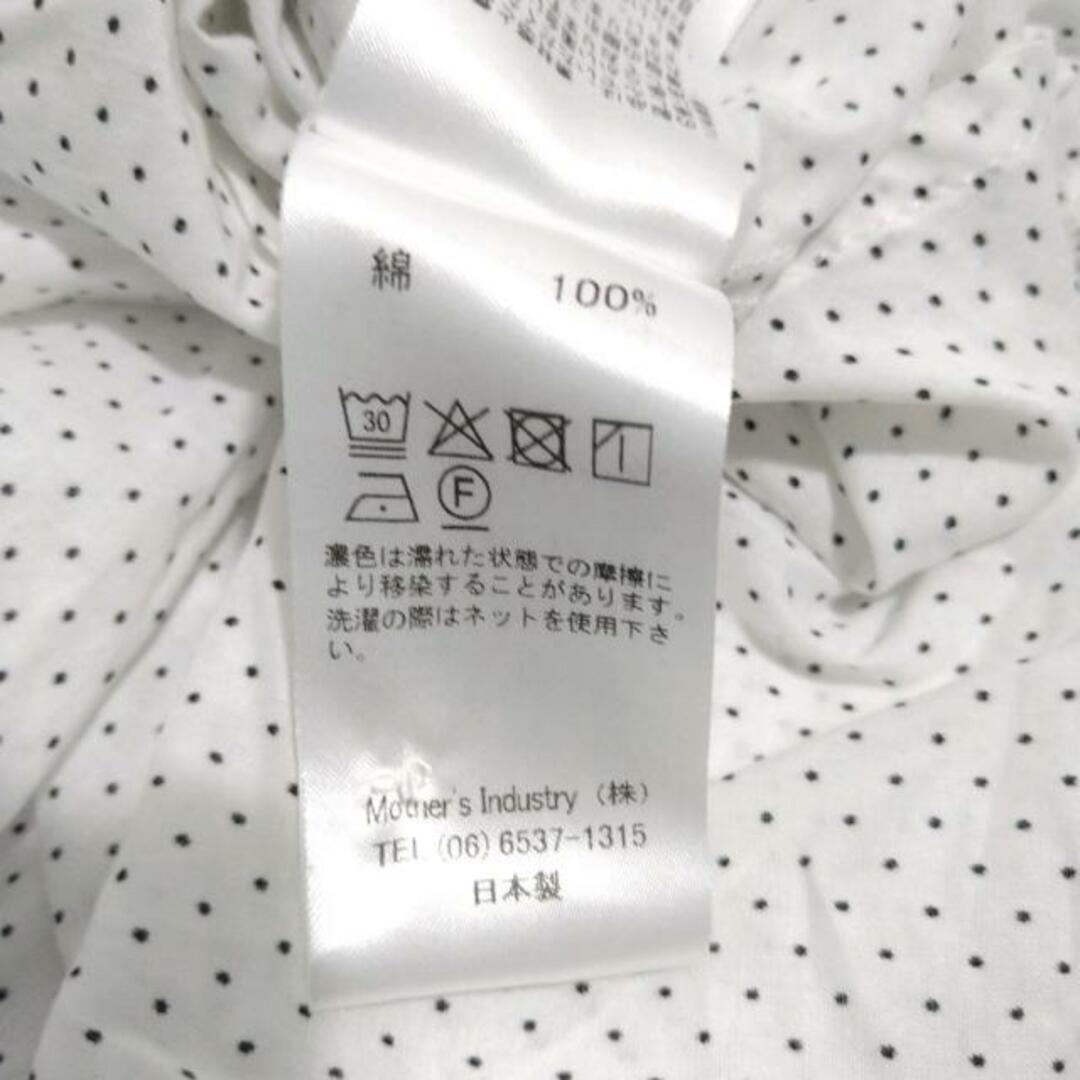 綿 100%
30
F
濃色は濡れた状態での摩擦に
より移染することがあります。
洗濯の際はネットを使用下さ
い。
Mother's Industry (株)
TEL (06) 6537-1315
日本製